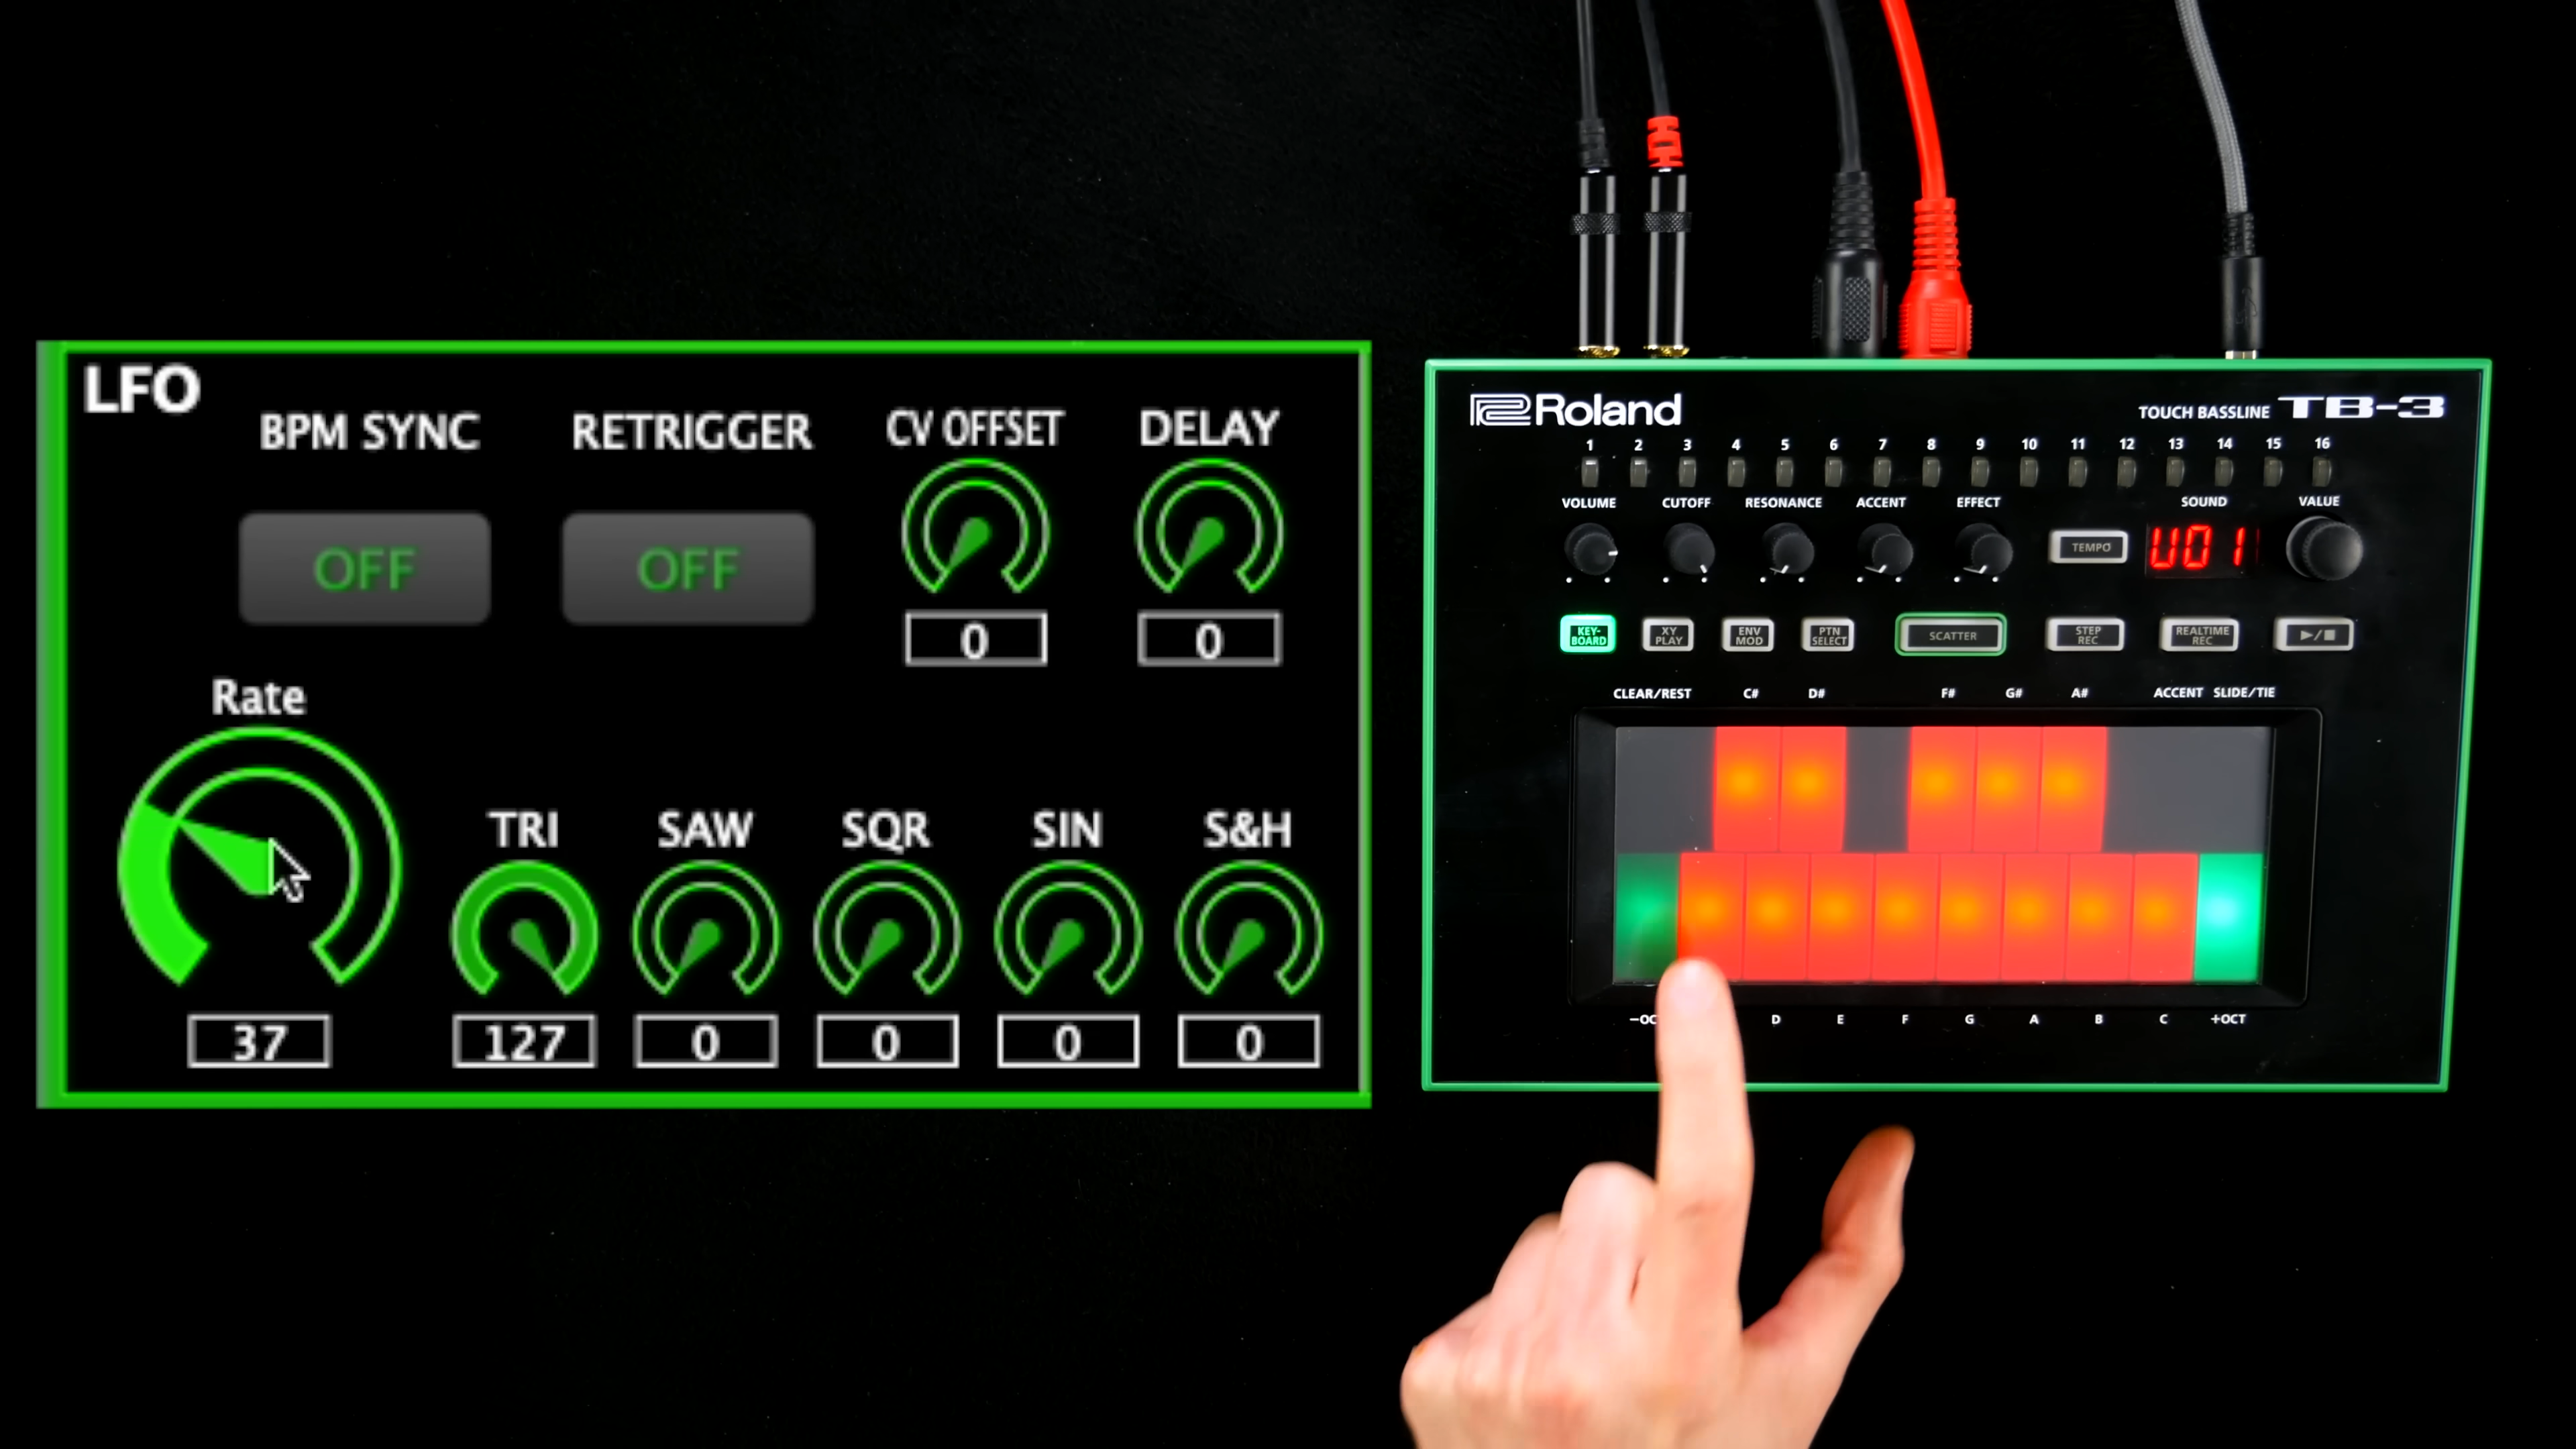 LFO
BPM SYNC
RETRIGGER
CV OFFSET
DELAY
OFF
OFF
0
0
Rate
TRI
SAW
SQR
SIN
S&H
37
127
0
0
0
0
Roland
TOUCH BASSLINE TB-3
1 2 3 4 5 6 7 8 9 10 11 12 13 14 15 16
VOLUME CUTOFF RESONANCE ACCENT EFFECT SOUND VALUE
TEMPO
U01
KEY-
BOARD
XY
PLAY
ENV
MOD
PTN
SELECT
SCATTER
STEP
REC
REALTIME
REC
▶/■
CLEAR/REST C# D# F# G# A# ACCENT SLIDE/TIE
D E F G A B C +OCT